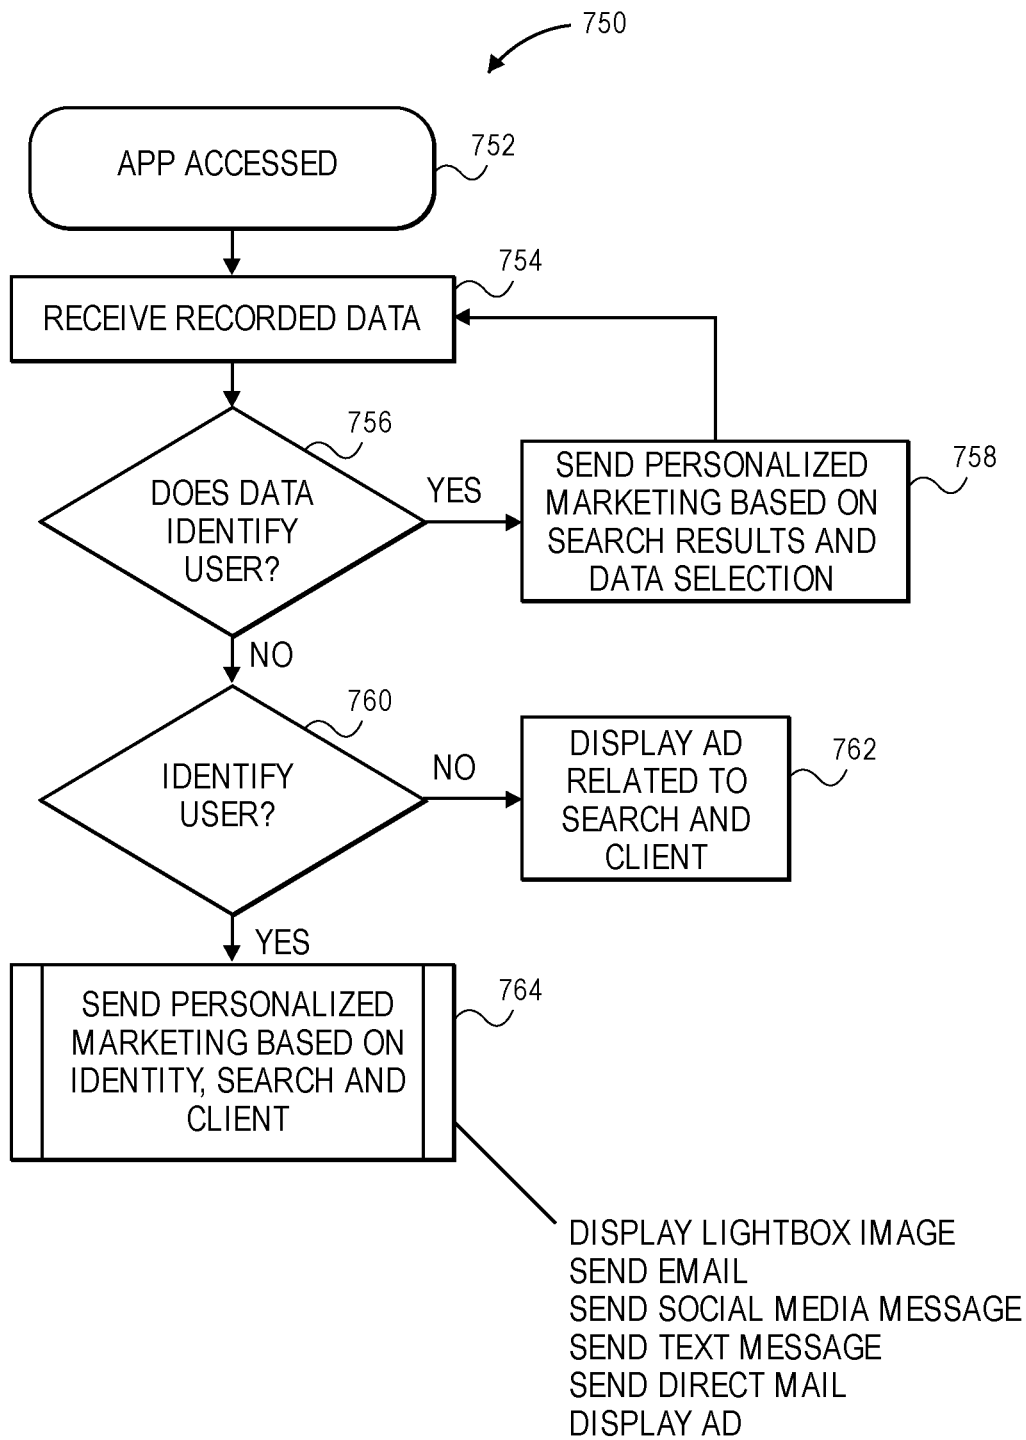 750
APP ACCESSED
752
754
RECEIVE RECORDED DATA
756
DOES DATA
IDENTIFY
USER?
YES
SEND PERSONALIZED
MARKETING BASED ON
SEARCH RESULTS AND
DATA SELECTION
758
NO
760
IDENTIFY
USER?
NO
DISPLAY AD
RELATED TO
SEARCH AND
CLIENT
762
YES
SEND PERSONALIZED
MARKETING BASED ON
IDENTITY, SEARCH AND
CLIENT
764
DISPLAY LIGHTBOX IMAGE
SEND EMAIL
SEND SOCIAL MEDIA MESSAGE
SEND TEXT MESSAGE
SEND DIRECT MAIL
DISPLAY AD